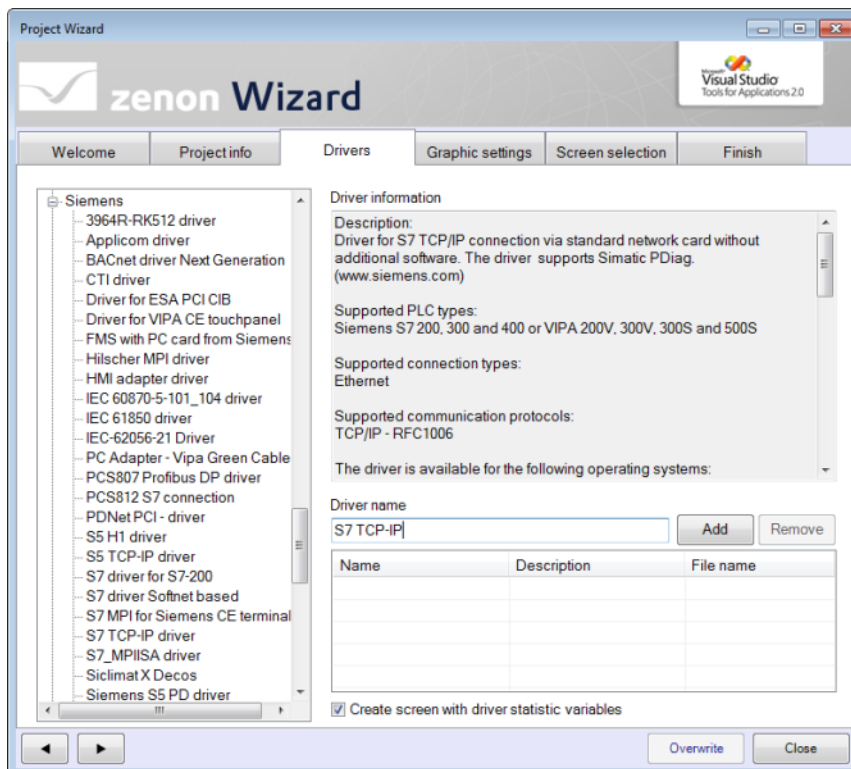 Project Wizard
zenon Wizard
Microsoft
Visual Studio
Tools for Applications 2.0
Welcome
Project info
Drivers
Graphic settings
Screen selection
Finish
Siemens
3964R-RK512 driver
Applicom driver
BACnet driver Next Generation
CTI driver
Driver for ESA PCI CIB
Driver for VIPA CE touchpanel
FMS with PC card from Siemens
Hilscher MPI driver
HMI adapter driver
IEC 60870-5-101_104 driver
IEC 61850 driver
IEC-62056-21 Driver
PC Adapter - Vipa Green Cable
PCS807 Profibus DP driver
PCS812 S7 connection
PDNet PCI - driver
S5 H1 driver
S5 TCP-IP driver
S7 driver for S7-200
S7 driver Softnet based
S7 MPI for Siemens CE terminal
S7 TCP-IP driver
S7_MPIISA driver
Siclimat X Decos
Siemens S5 PD driver
Driver information
Description:
Driver for S7 TCP/IP connection via standard network card without
additional software. The driver supports Simatic PDiag.
(www.siemens.com)
Supported PLC types:
Siemens S7 200, 300 and 400 or VIPA 200V, 300V, 300S and 500S
Supported connection types:
Ethernet
Supported communication protocols:
TCP/IP - RFC1006
The driver is available for the following operating systems:
Driver name
S7 TCP-IP
Add
Remove
Name
Description
File name
Create screen with driver statistic variables
Overwrite
Close